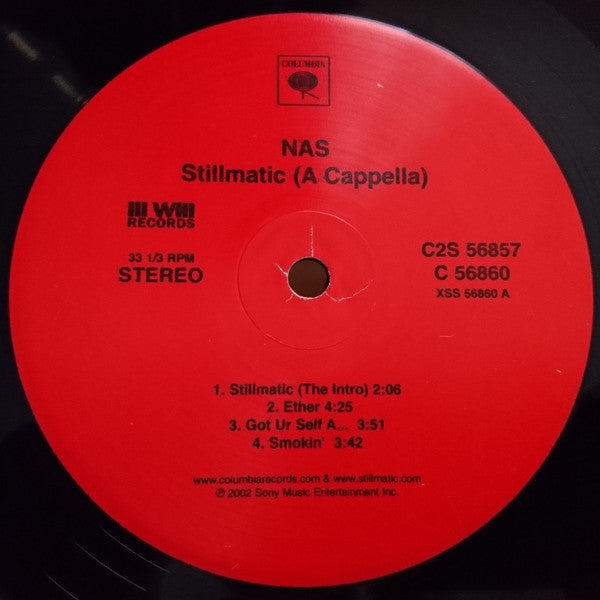 COLUMBIA
NAS
Stillmatic (A Cappella)
Ill Will
RECORDS
33 1/3 RPM
STEREO
C2S 56857
C 56860
XSS 56860 A
1. Stillmatic (The Intro) 2:06
2. Ether 4:25
3. Got Ur Self A... 3:51
4. Smokin' 3:42
www.columbiarecords.com & www.stillmatic.com
℗ 2002 Sony Music Entertainment Inc.